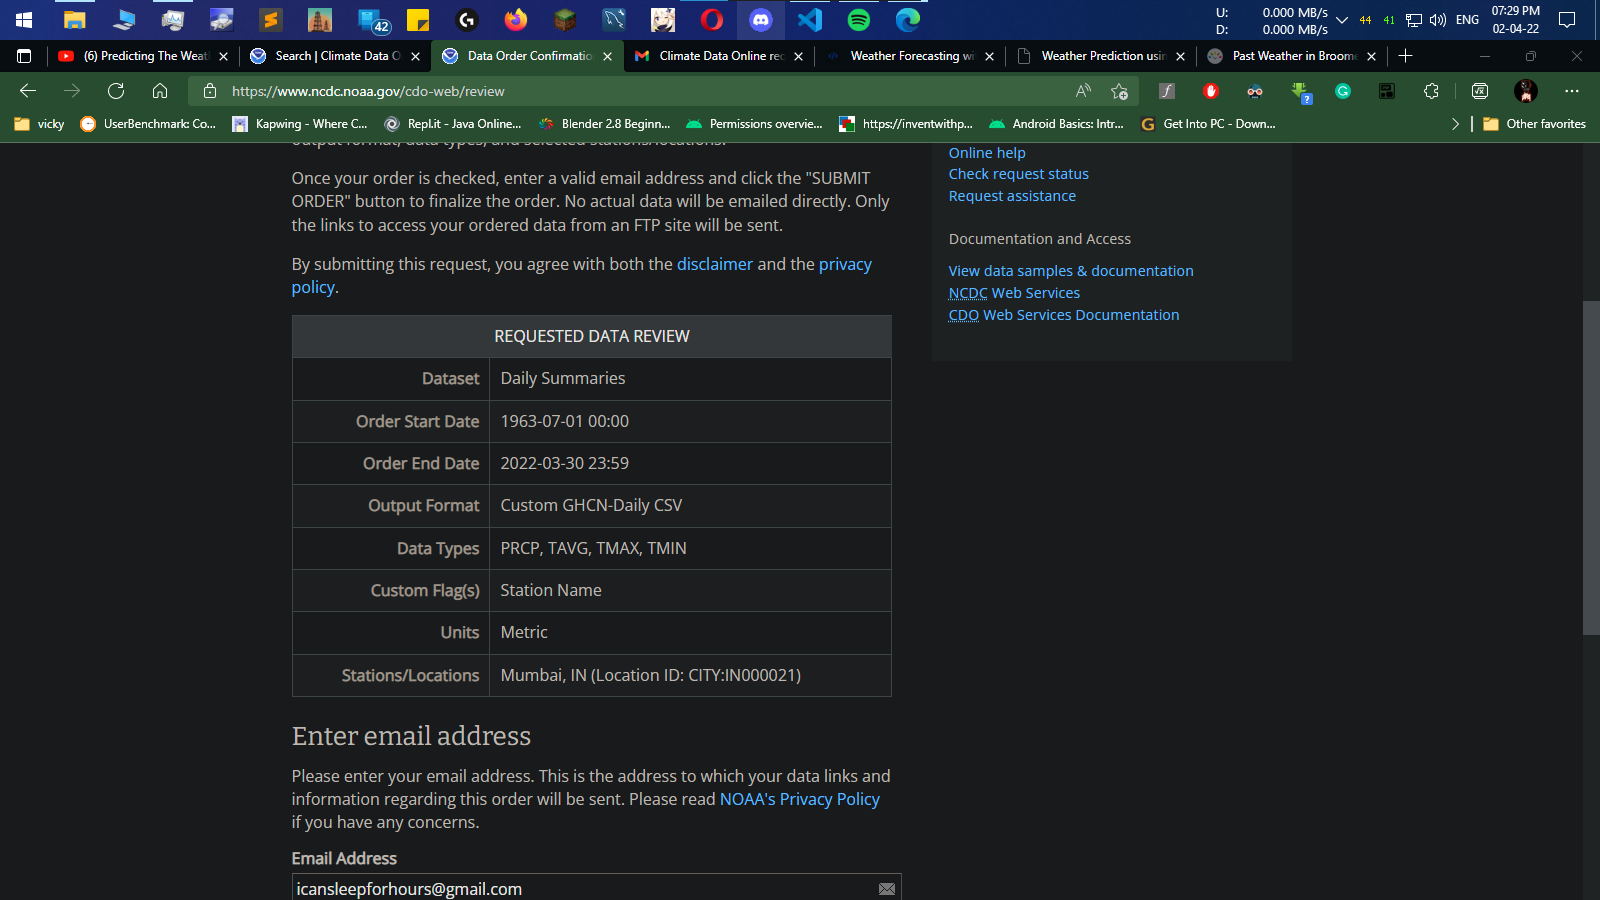 U: 0.000 MB/s
D: 0.000 MB/s
42
44 41
ENG
07:29 PM
02-04-22
(6) Predicting The Weat
Search | Climate Data O
Data Order Confirmatio
Climate Data Online rec
Weather Forecasting wi
Weather Prediction usin
Past Weather in Broome
https://www.ncdc.noaa.gov/cdo-web/review
vicky
UserBenchmark: Co...
Kapwing - Where C...
Repl.it - Java Online...
Blender 2.8 Beginn...
Permissions overvie...
https://inventwithp...
Android Basics: Intr...
Get Into PC - Down...
Other favorites
output format, data types, and selected stations/locations.
Once your order is checked, enter a valid email address and click the "SUBMIT
ORDER" button to finalize the order. No actual data will be emailed directly. Only
the links to access your ordered data from an FTP site will be sent.
By submitting this request, you agree with both the disclaimer and the privacy
policy.
REQUESTED DATA REVIEW
Dataset Daily Summaries
Order Start Date 1963-07-01 00:00
Order End Date 2022-03-30 23:59
Output Format Custom GHCN-Daily CSV
Data Types PRCP, TAVG, TMAX, TMIN
Custom Flag(s) Station Name
Units Metric
Stations/Locations Mumbai, IN (Location ID: CITY:IN000021)
Enter email address
Please enter your email address. This is the address to which your data links and
information regarding this order will be sent. Please read NOAA's Privacy Policy
if you have any concerns.
Email Address
icansleepforhours@gmail.com
Online help
Check request status
Request assistance
Documentation and Access
View data samples & documentation
NCDC Web Services
CDO Web Services Documentation